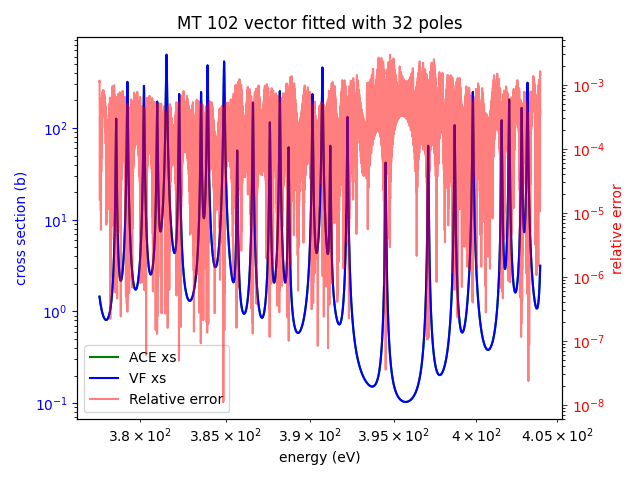 MT 102 vector fitted with 32 poles
cross section (b)
10²
10¹
10⁰
10⁻¹
relative error
10⁻³
10⁻⁴
10⁻⁵
10⁻⁶
10⁻⁷
10⁻⁸
ACE xs
VF xs
Relative error
3.8 × 10² 3.85 × 10² 3.9 × 10² 3.95 × 10² 4 × 10² 4.05 × 10²
energy (eV)